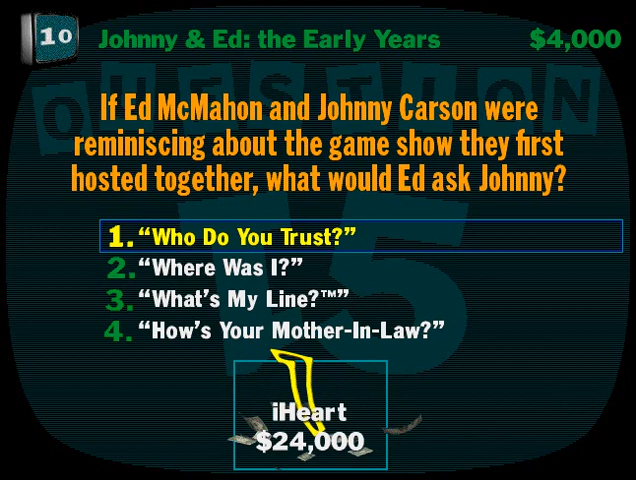 10 Johnny & Ed: the Early Years $4,000
QUESTION
If Ed McMahon and Johnny Carson were
reminiscing about the game show they first
hosted together, what would Ed ask Johnny?
1. “Who Do You Trust?”
2. “Where Was I?”
3. “What’s My Line?™”
4. “How’s Your Mother-In-Law?”
15
iHeart
$24,000